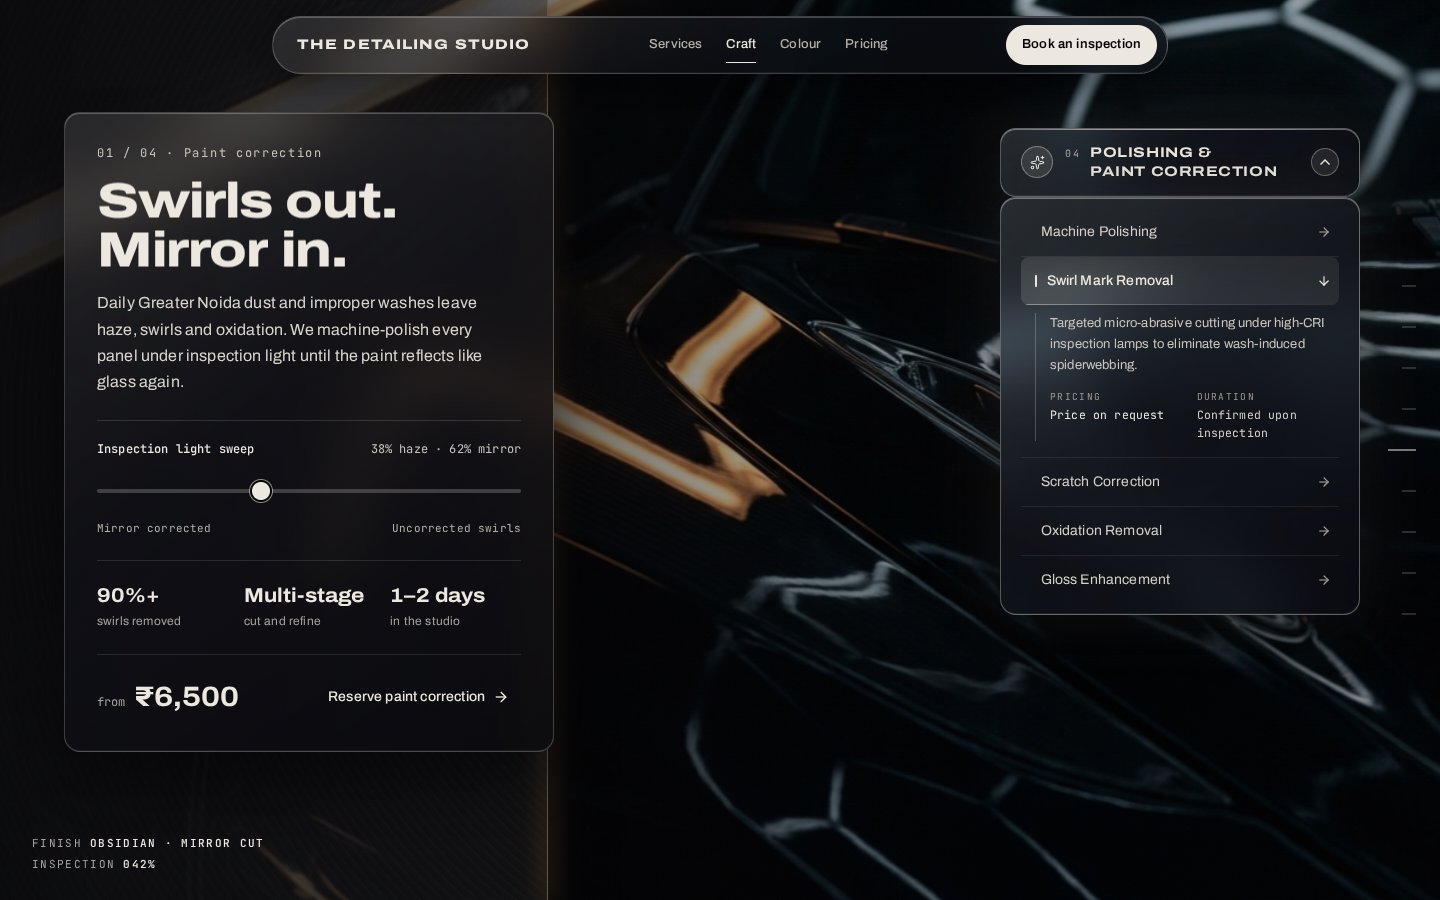 THE DETAILING STUDIO
Services
Craft
Colour
Pricing
Book an inspection
01 / 04 · Paint correction
Swirls out.
Mirror in.
Daily Greater Noida dust and improper washes leave
haze, swirls and oxidation. We machine-polish every
panel under inspection light until the paint reflects like
glass again.
Inspection light sweep
38% haze · 62% mirror
Mirror corrected
Uncorrected swirls
90%+
swirls removed
Multi-stage
cut and refine
1–2 days
in the studio
from ₹6,500
Reserve paint correction
FINISH OBSIDIAN · MIRROR CUT
INSPECTION 042%
04
POLISHING &
PAINT CORRECTION
Machine Polishing
Swirl Mark Removal
Targeted micro-abrasive cutting under high-CRI
inspection lamps to eliminate wash-induced
spiderwebbing.
PRICING
Price on request
DURATION
Confirmed upon
inspection
Scratch Correction
Oxidation Removal
Gloss Enhancement